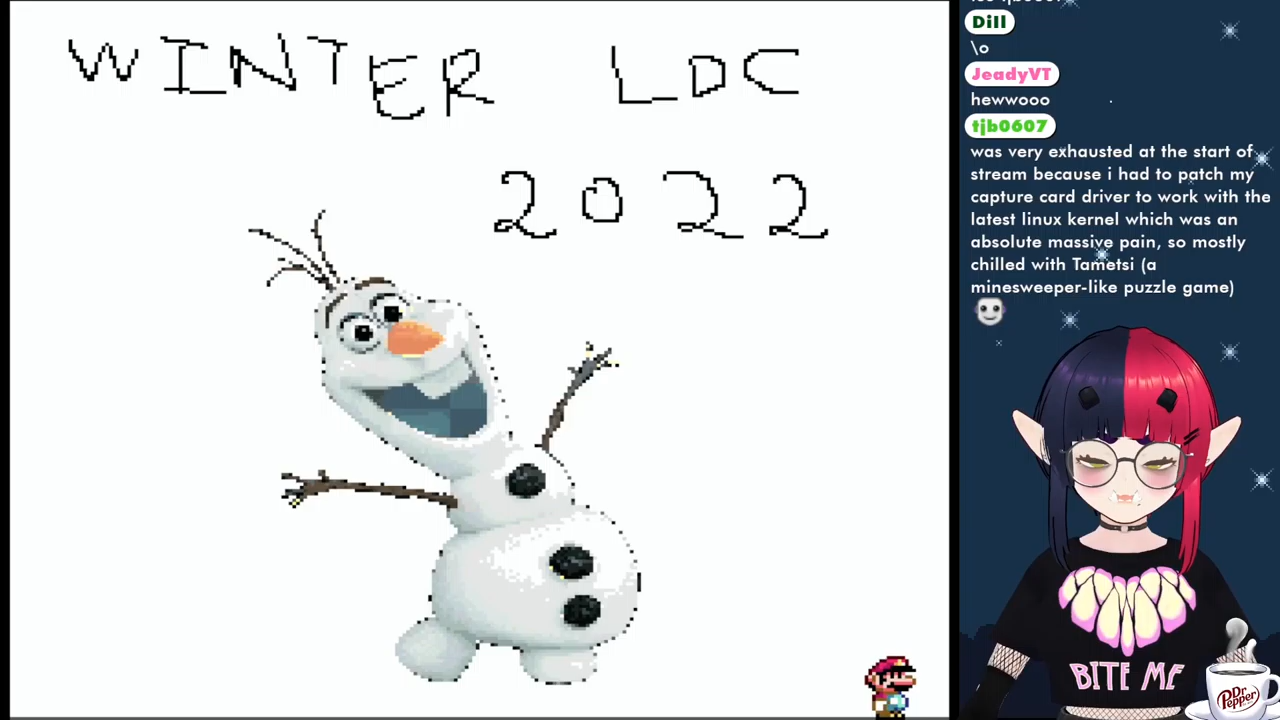 WINTER LDC
2022
Dill
\o
JeadyVT
hewwooo
tjb0607
was very exhausted at the start of
stream because i had to patch my
capture card driver to work with the
latest linux kernel which was an
absolute massive pain, so mostly
chilled with Tametsi (a
minesweeper-like puzzle game)
BITE ME
Dr
Pepper